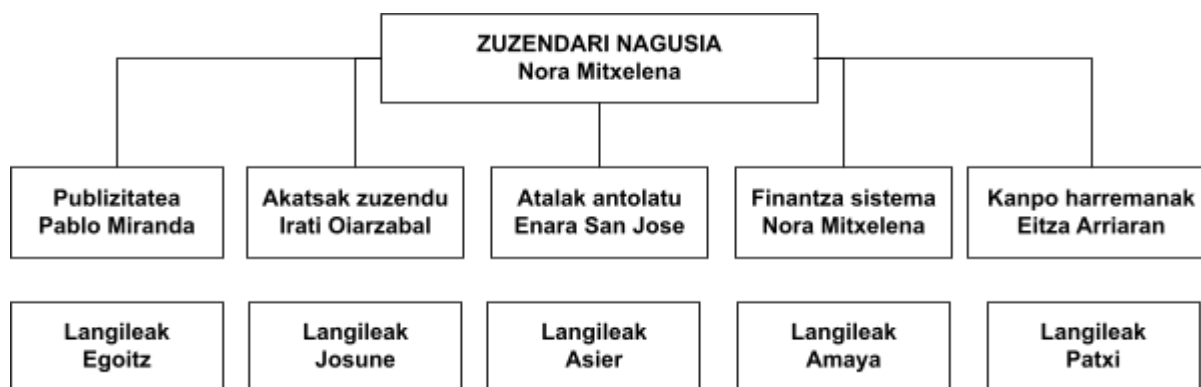 ZUZENDARI NAGUSIA
Nora Mitxelena
Publizitatea
Pablo Miranda
Akatsak zuzendu
Irati Oiarzabal
Atalak antolatu
Enara San Jose
Finantza sistema
Nora Mitxelena
Kanpo harremanak
Eitza Arriaran
Langileak
Egoitz
Langileak
Josune
Langileak
Asier
Langileak
Amaya
Langileak
Patxi